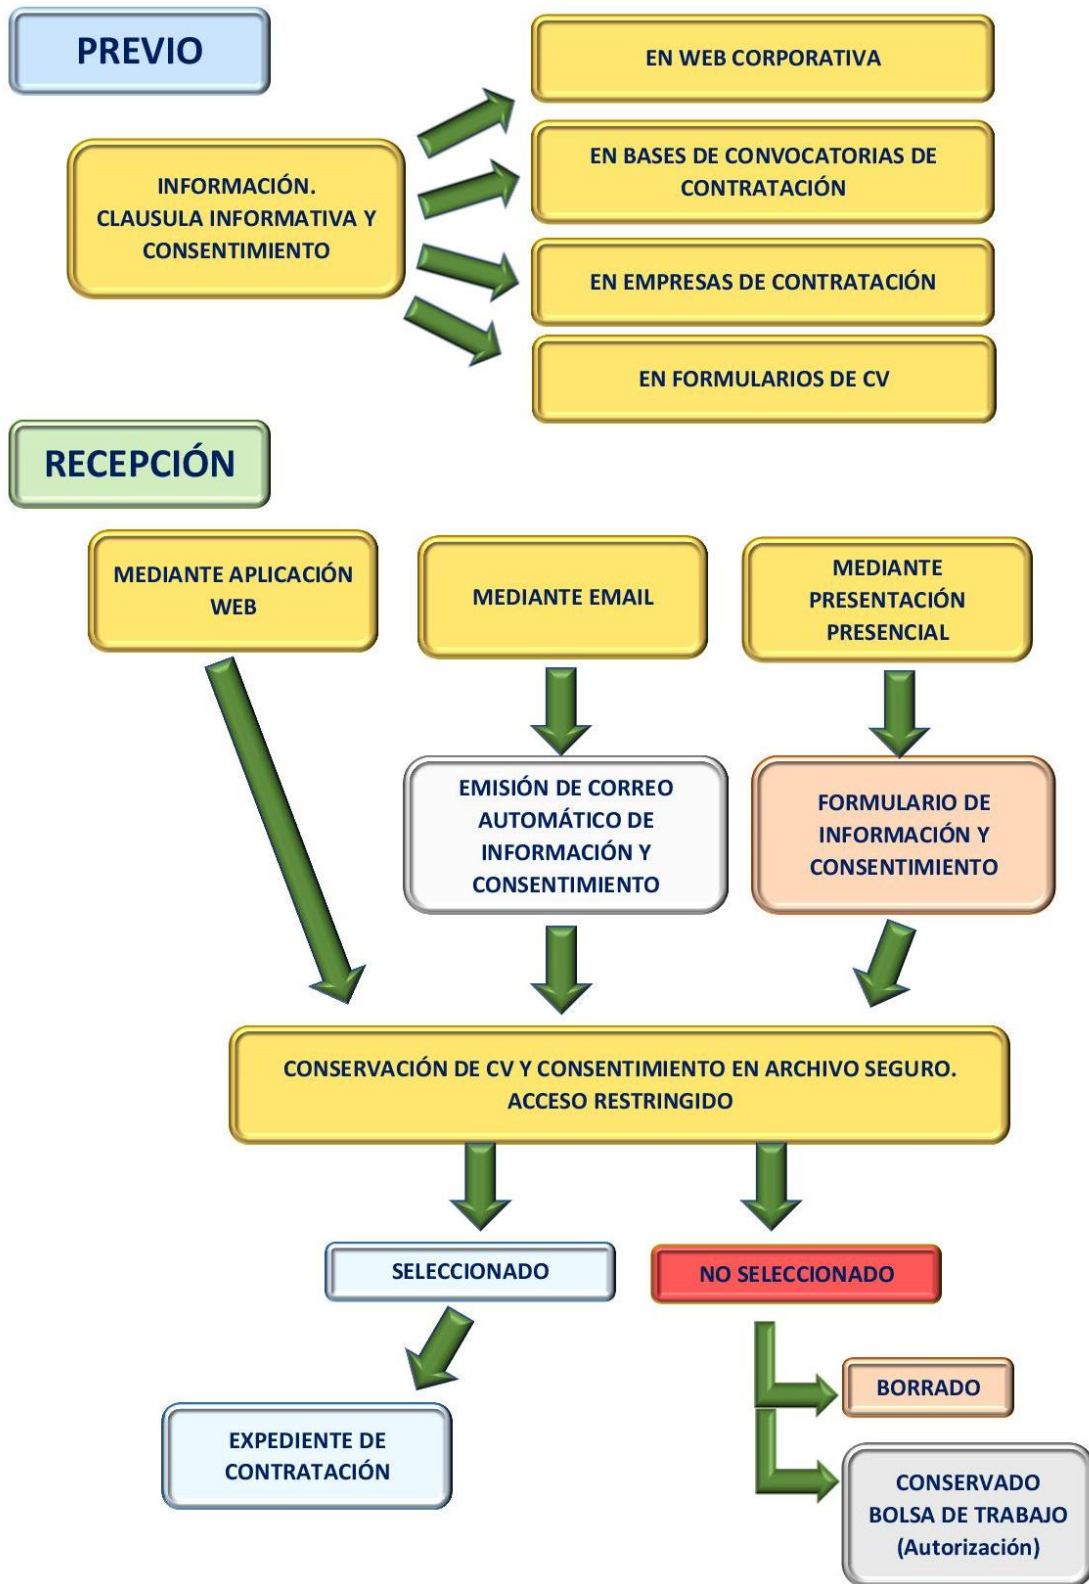 PREVIO
EN WEB CORPORATIVA
EN BASES DE CONVOCATORIAS DE
CONTRATACIÓN
INFORMACIÓN.
CLAUSULA INFORMATIVA Y
CONSENTIMIENTO
EN EMPRESAS DE CONTRATACIÓN
EN FORMULARIOS DE CV
RECEPCIÓN
MEDIANTE APLICACIÓN
WEB
MEDIANTE EMAIL
MEDIANTE
PRESENTACIÓN
PRESENCIAL
EMISIÓN DE CORREO
AUTOMÁTICO DE
INFORMACIÓN Y
CONSENTIMIENTO
FORMULARIO DE
INFORMACIÓN Y
CONSENTIMIENTO
CONSERVACIÓN DE CV Y CONSENTIMIENTO EN ARCHIVO SEGURO.
ACCESO RESTRINGIDO
SELECCIONADO
NO SELECCIONADO
BORRADO
EXPEDIENTE DE
CONTRATACIÓN
CONSERVADO
BOLSA DE TRABAJO
(Autorización)